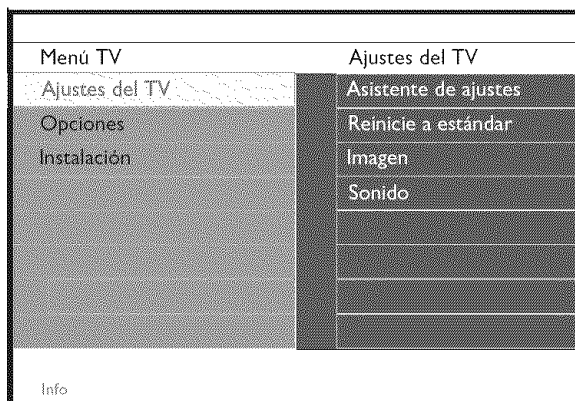 Menú TV
Ajustes del TV
Ajustes del TV
Opciones
Instalación
Asistente de ajustes
Reinicie a estándar
Imagen
Sonido
Info